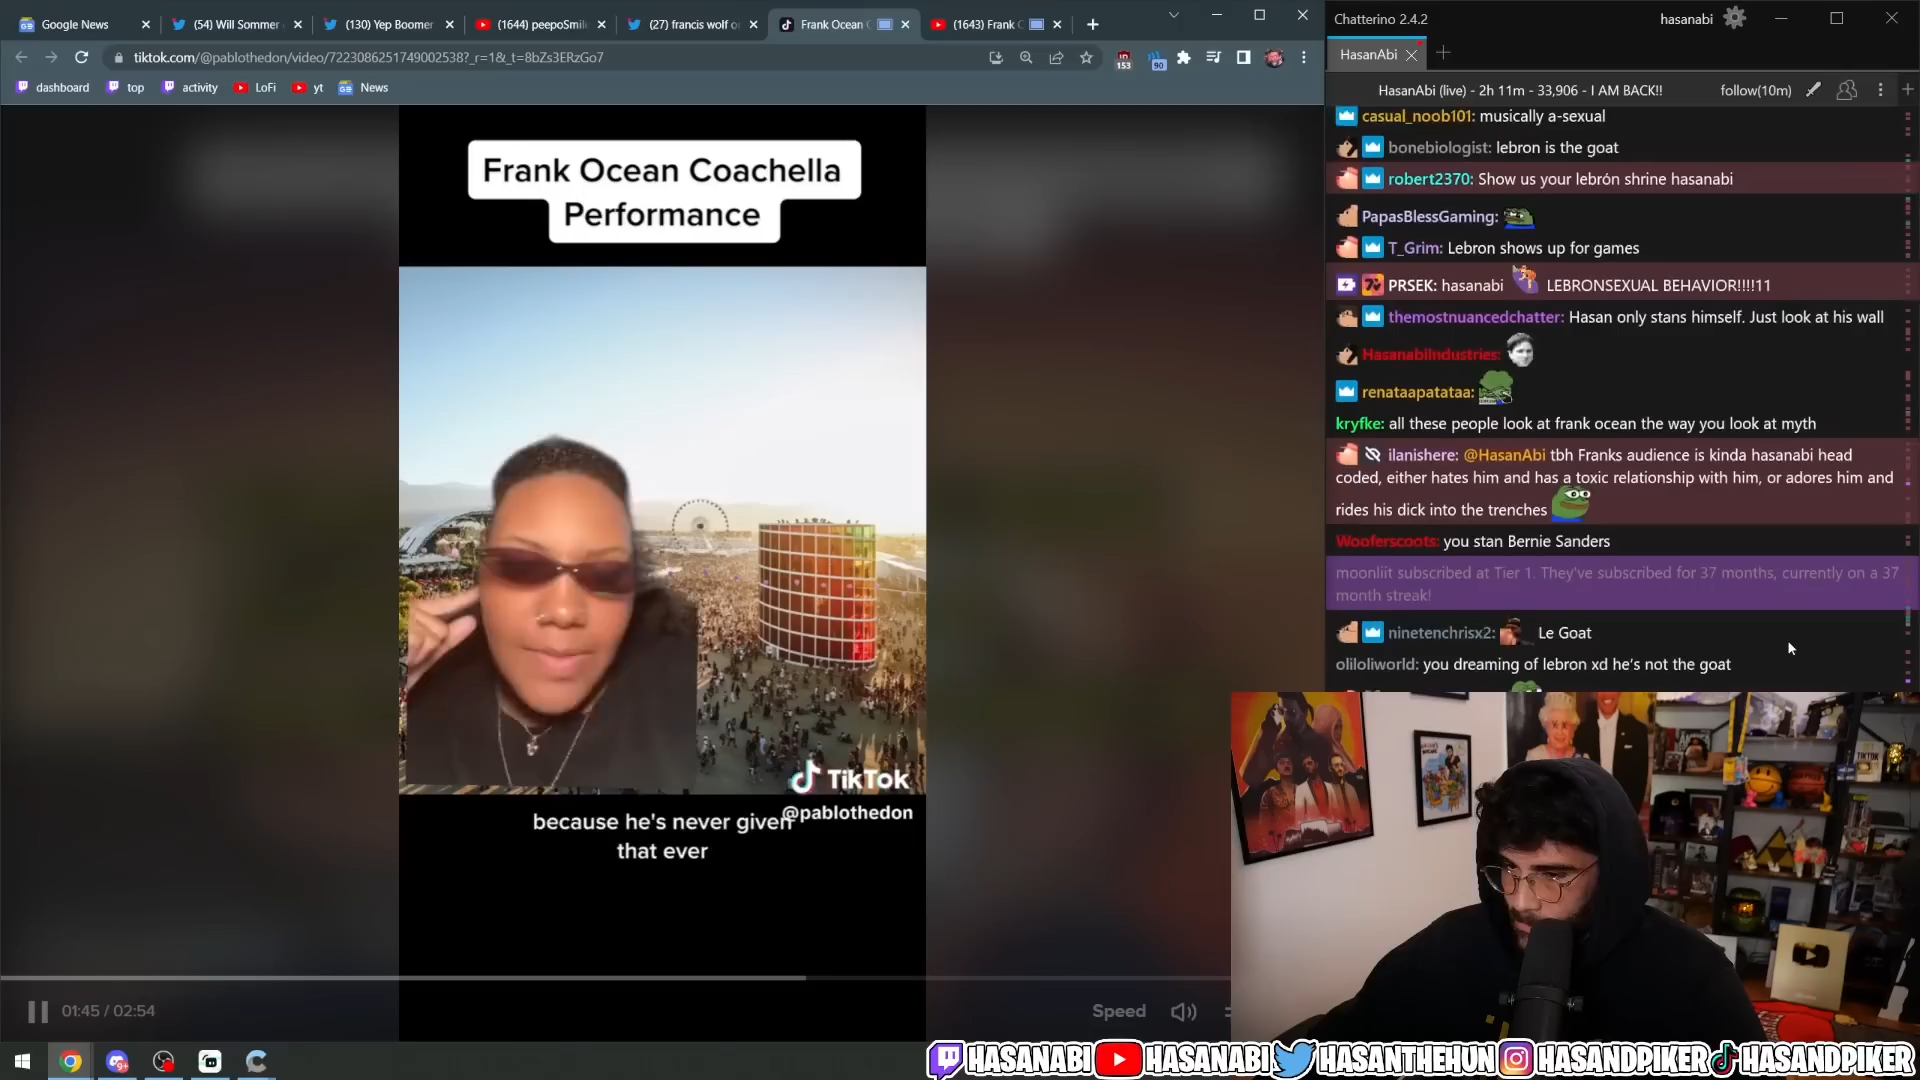 Google News
(54) Will Sommer
(130) Yep Boomer
(1644) peepoSmil
(27) francis wolf o
Frank Ocean
(1643) Frank
tiktok.com/@pablothedon/video/7223086251749002538?_r=1&_t=8bZs3ERzGo7
153
90
dashboard
top
activity
LoFi
yt
News
Frank Ocean Coachella
Performance
TikTok
@pablothedon
because he's never given
that ever
01:45 / 02:54
Speed
Chatterino 2.4.2
hasanabi
HasanAbi
HasanAbi (live) - 2h 11m - 33,906 - I AM BACK!!
follow(10m)
casual_noob101: musically a-sexual
bonebiologist: lebron is the goat
robert2370: Show us your lebrón shrine hasanabi
PapasBlessGaming:
T_Grim: Lebron shows up for games
PRSEK: hasanabi LEBRONSEXUAL BEHAVIOR!!!!11
themostnuancedchatter: Hasan only stans himself. Just look at his wall
HasanabiIndustries:
renataapatataa:
kryfke: all these people look at frank ocean the way you look at myth
ilanishere: @HasanAbi tbh Franks audience is kinda hasanabi head
coded, either hates him and has a toxic relationship with him, or adores him and
rides his dick into the trenches
Wooferscoots: you stan Bernie Sanders
moonliit subscribed at Tier 1. They've subscribed for 37 months, currently on a 37
month streak!
ninetenchrisx2: Le Goat
oliloliworld: you dreaming of lebron xd he's not the goat
HASANABI HASANABI HASANTHEHUN HASANDPIKER HASANDPIKER